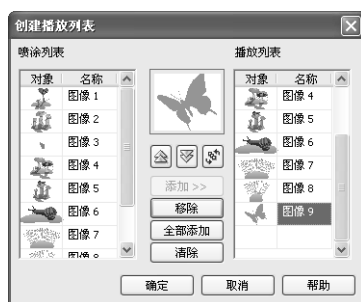 创建播放列表
喷涂列表
播放列表
对象 名称
图像 1
图像 2
图像 3
图像 4
图像 5
图像 6
图像 7
添加 >>
移除
全部添加
清除
对象 名称
图像 4
图像 5
图像 6
图像 7
图像 8
图像 9
确定 取消 帮助